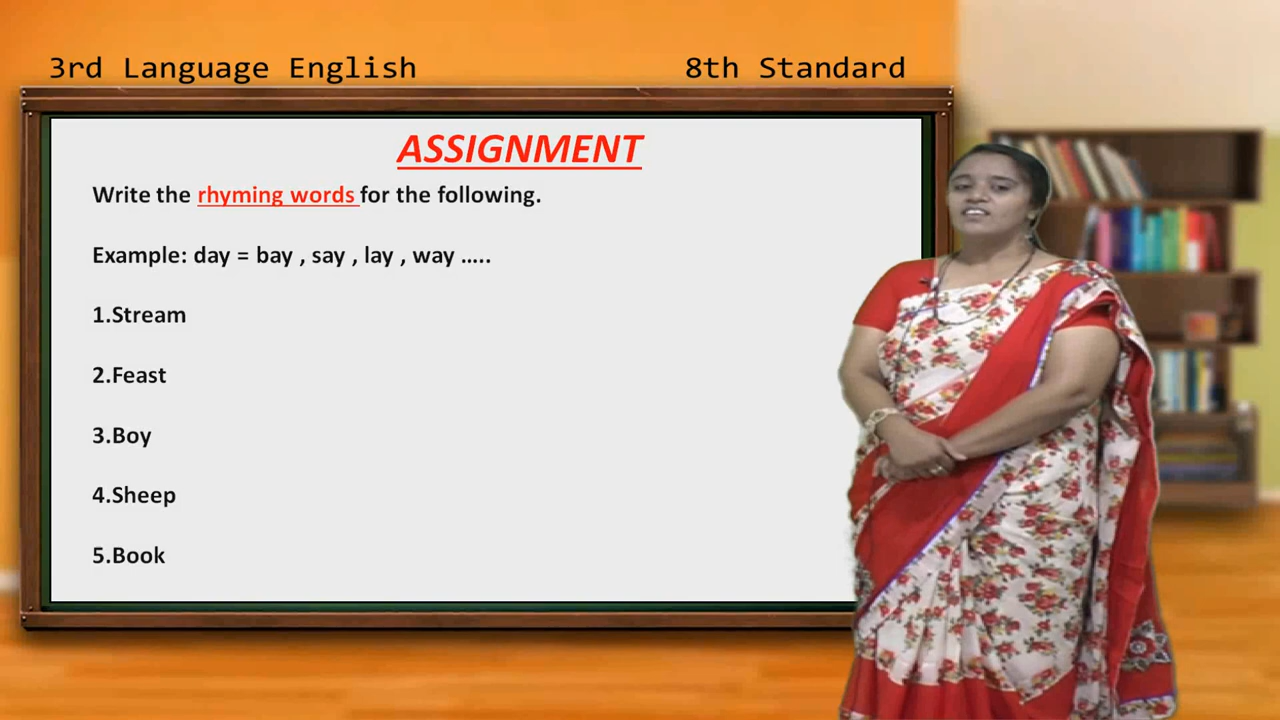 3rd Language English
8th Standard
ASSIGNMENT
Write the rhyming words for the following.
Example: day = bay , say , lay , way .....
1.Stream
2.Feast
3.Boy
4.Sheep
5.Book